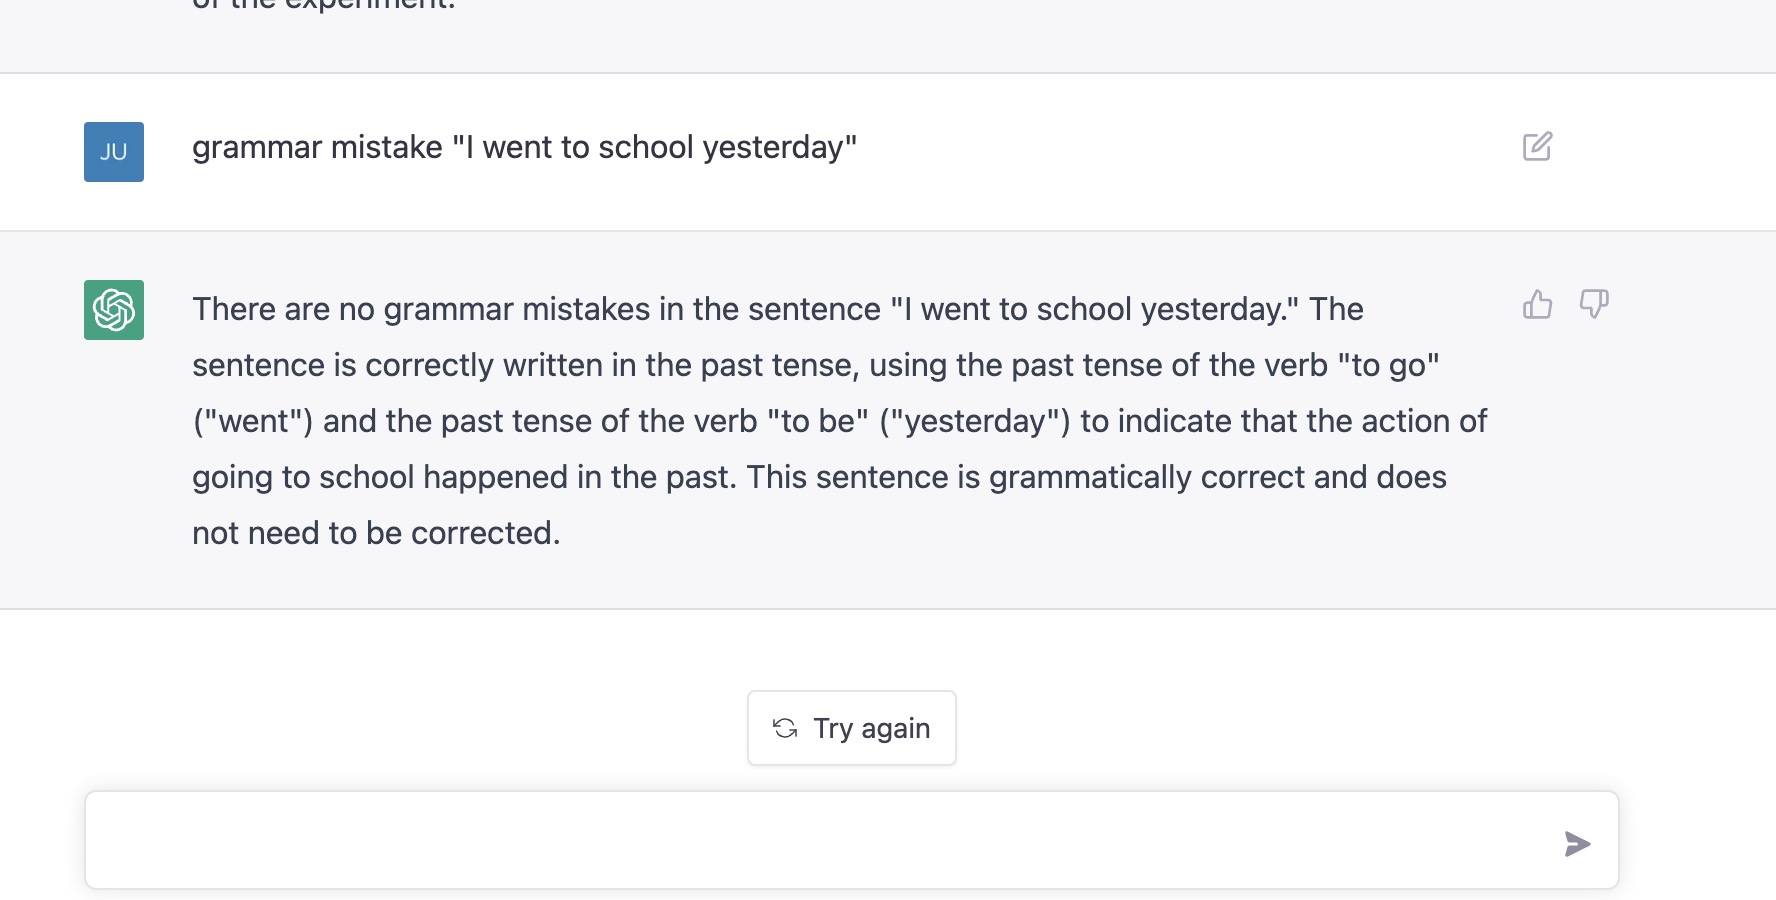 of the experiment.
JU
grammar mistake "I went to school yesterday"
There are no grammar mistakes in the sentence "I went to school yesterday." The
sentence is correctly written in the past tense, using the past tense of the verb "to go"
("went") and the past tense of the verb "to be" ("yesterday") to indicate that the action of
going to school happened in the past. This sentence is grammatically correct and does
not need to be corrected.
Try again